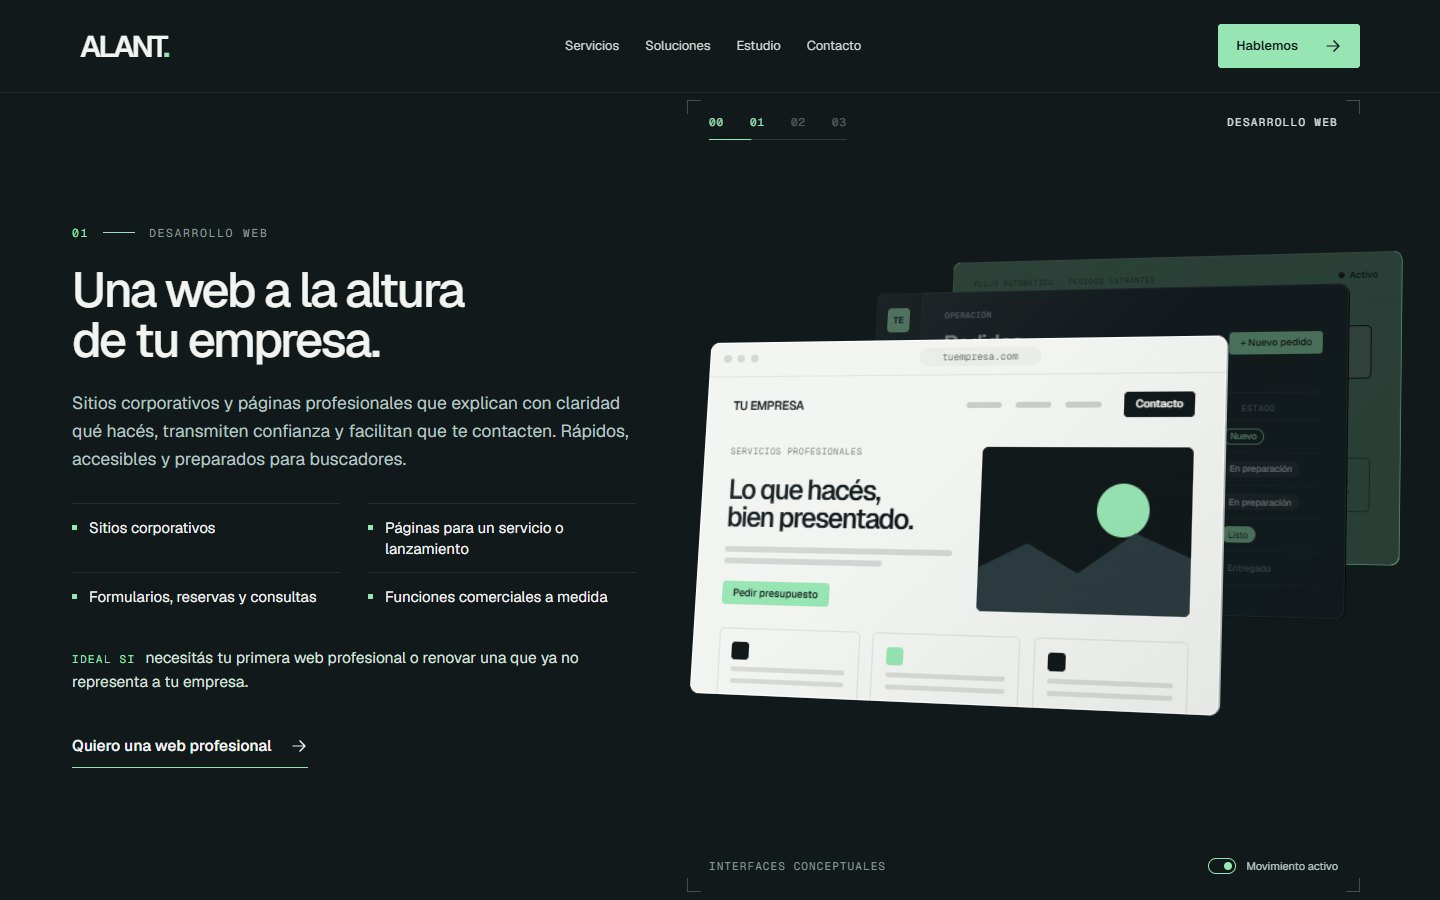 ALANT.
Servicios Soluciones Estudio Contacto
Hablemos
00 01 02 03
DESARROLLO WEB
01 DESARROLLO WEB
Una web a la altura
de tu empresa.
Sitios corporativos y páginas profesionales que explican con claridad
qué hacés, transmiten confianza y facilitan que te contacten. Rápidos,
accesibles y preparados para buscadores.
Sitios corporativos
Páginas para un servicio o
lanzamiento
Formularios, reservas y consultas
Funciones comerciales a medida
IDEAL SI necesitás tu primera web profesional o renovar una que ya no
representa a tu empresa.
Quiero una web profesional
FLUJO AUTOMÁTICO - PEDIDOS ENTRANTES
Activo
TE
OPERACIÓN
Pedidos
+ Nuevo pedido
ESTADO
Nuevo
En preparación
En preparación
Listo
Entregado
tuempresa.com
TU EMPRESA
Contacto
SERVICIOS PROFESIONALES
Lo que hacés,
bien presentado.
Pedir presupuesto
INTERFACES CONCEPTUALES
Movimiento activo